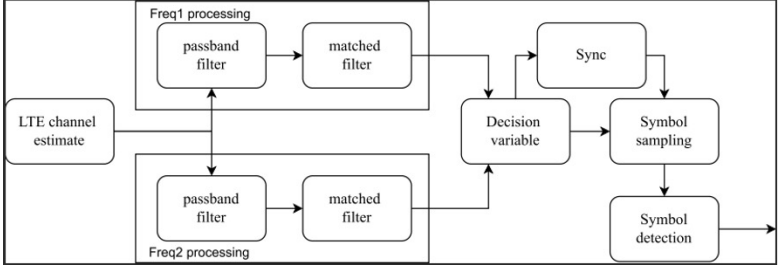 Freq1 processing
passband
filter
matched
filter
Sync
LTE channel
estimate
Decision
variable
Symbol
sampling
passband
filter
matched
filter
Symbol
detection
Freq2 processing